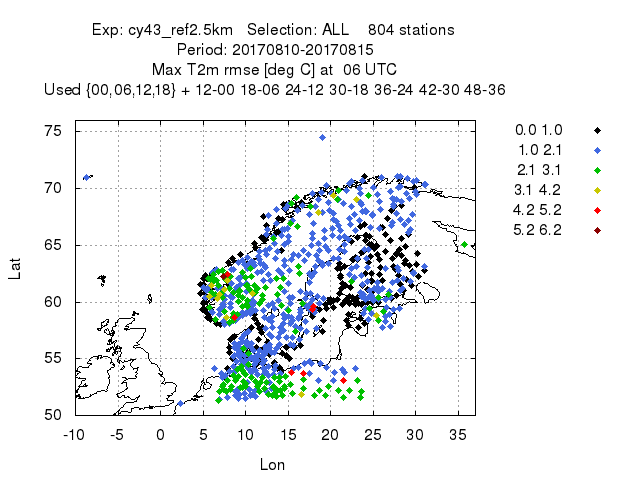 Exp: cy43_ref2.5km   Selection: ALL    804 stations
Period: 20170810-20170815
Max T2m rmse [deg C] at  06 UTC
Used {00,06,12,18} + 12-00 18-06 24-12 30-18 36-24 42-30 48-36
0.0 1.0
1.0 2.1
2.1 3.1
3.1 4.2
4.2 5.2
5.2 6.2
75
70
65
60
55
50
Lat
-10 -5 0 5 10 15 20 25 30 35
Lon